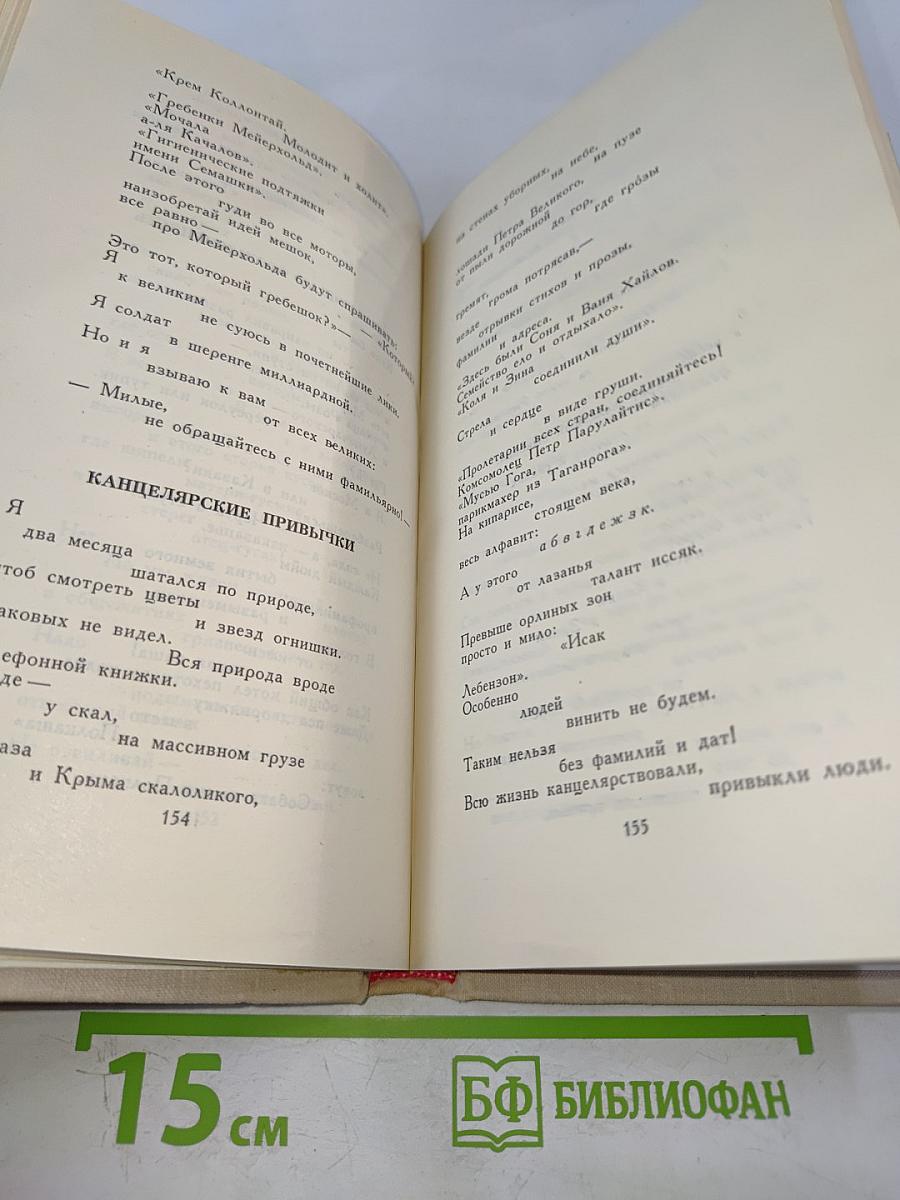 «Крем Коллонтай.
Молодит и холит».
«Гребенки Мейерхольд».
«Мочала
а-ля Качалов».
«Гигиенические подтяжки
имени Семашки».
После этого
гуди во все моторы,
наизобретай идей мешок,
все равно —
про Мейерхольда будут спрашивать:
— «Который?
Это тот, который гребешок?» —
Я
к великим
не суюсь в почетнейшие лики.
Я солдат
в шеренге миллиардной.
Но и я
взываю к вам
от всех великих:
— Милые,
не обращайтесь с ними фамильярно! —
КАНЦЕЛЯРСКИЕ ПРИВЫЧКИ
Я
два месяца
шатался по природе,
чтоб смотреть цветы
и звезд огнишки.
аковых не видел.
Вся природа вроде
ефонной книжки.
де —
у скал,
на массивном грузе
аза
и Крыма скалоликого,
154
на стенах уборных,
на небе,
на пузе
лошади Петра Великого,
от пыли дорожной
до гор,
где грозы
гремят,
везде грома потрясав, —
отрывки стихов и прозы,
фамилии
и адреса.
«Здесь были Соня и Ваня Хайлов.
Семейство ело и отдыхало».
«Коля и Зина
соединили души».
Стрела
и сердце
в виде груши.
«Пролетарии всех стран, соединяйтесь!
Комсомолец Петр Парулайтис».
«Мусью Гога,
парикмахер из Таганрога».
На кипарисе,
стоящем века,
весь алфавит:
а б в г д е ж з к.
А у этого
от лазанья
талант иссяк.
Превыше орлиных зон
просто и мило:
«Исак
Лебензон».
Особенно
людей
винить не будем.
Таким нельзя
без фамилий и дат!
Всю жизнь канцелярствовали,
привыкли люди.
155
15 см
БФ БИБЛИОФАН